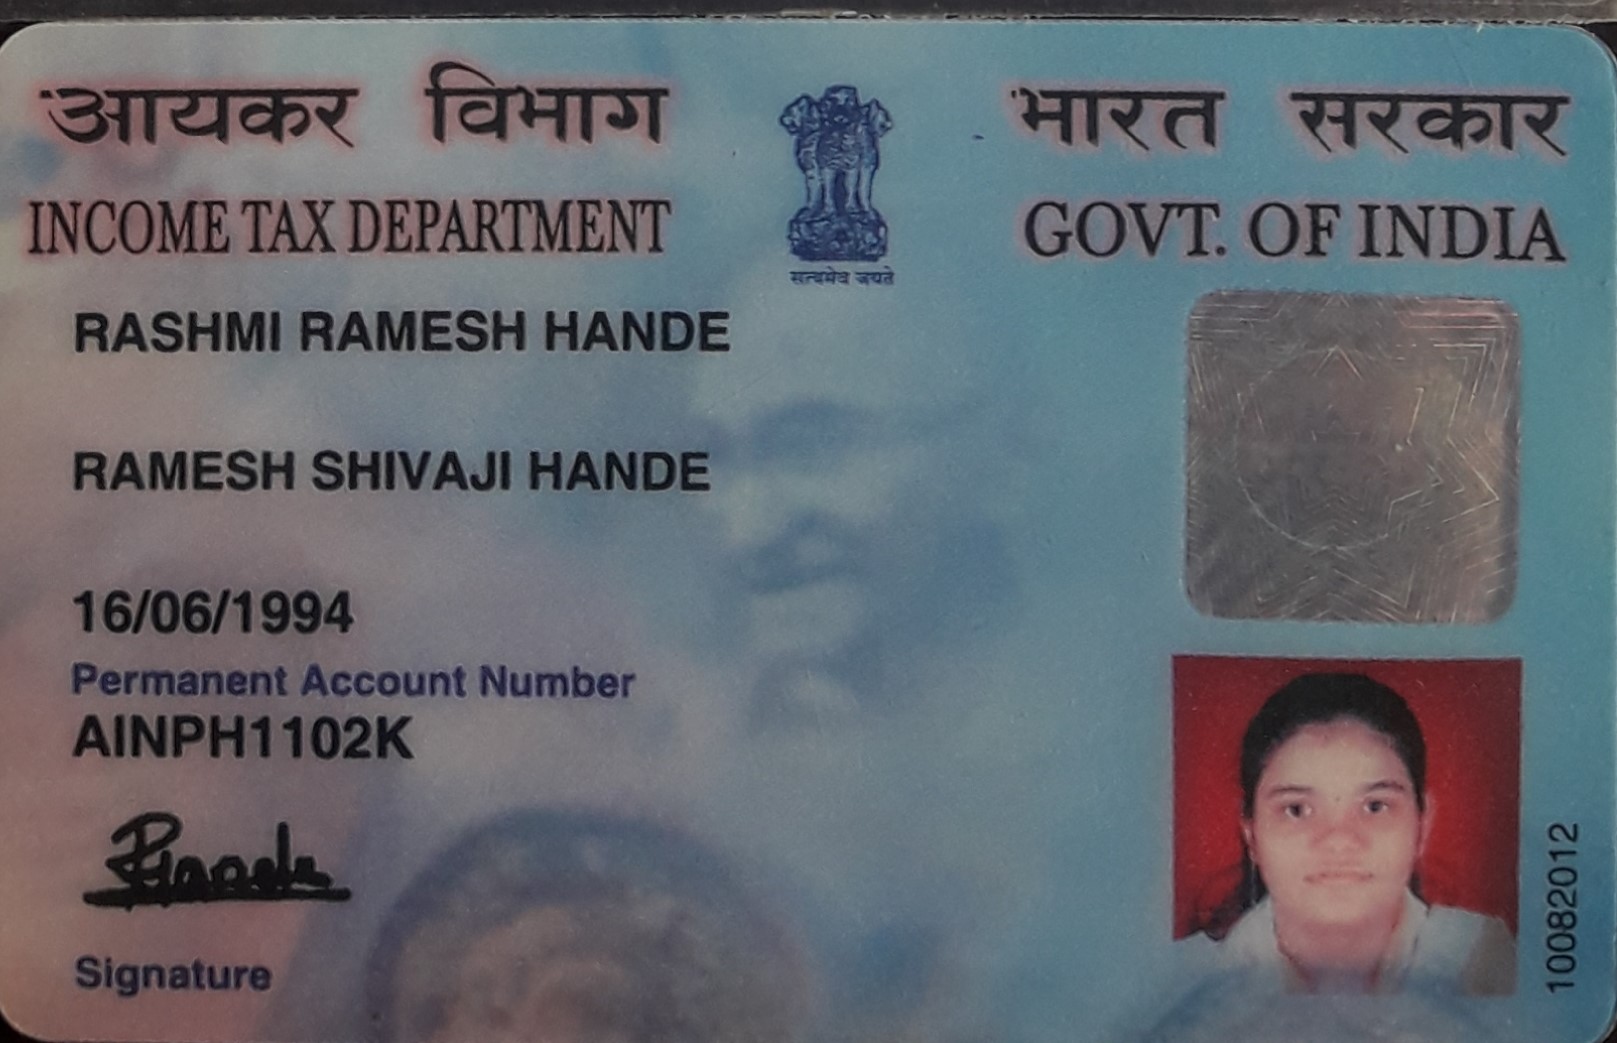 आयकर विभाग
INCOME TAX DEPARTMENT
भारत सरकार
GOVT. OF INDIA
सत्यमेव जयते
RASHMI RAMESH HANDE
RAMESH SHIVAJI HANDE
16/06/1994
Permanent Account Number
AINPH1102K
RHande
Signature
10082012